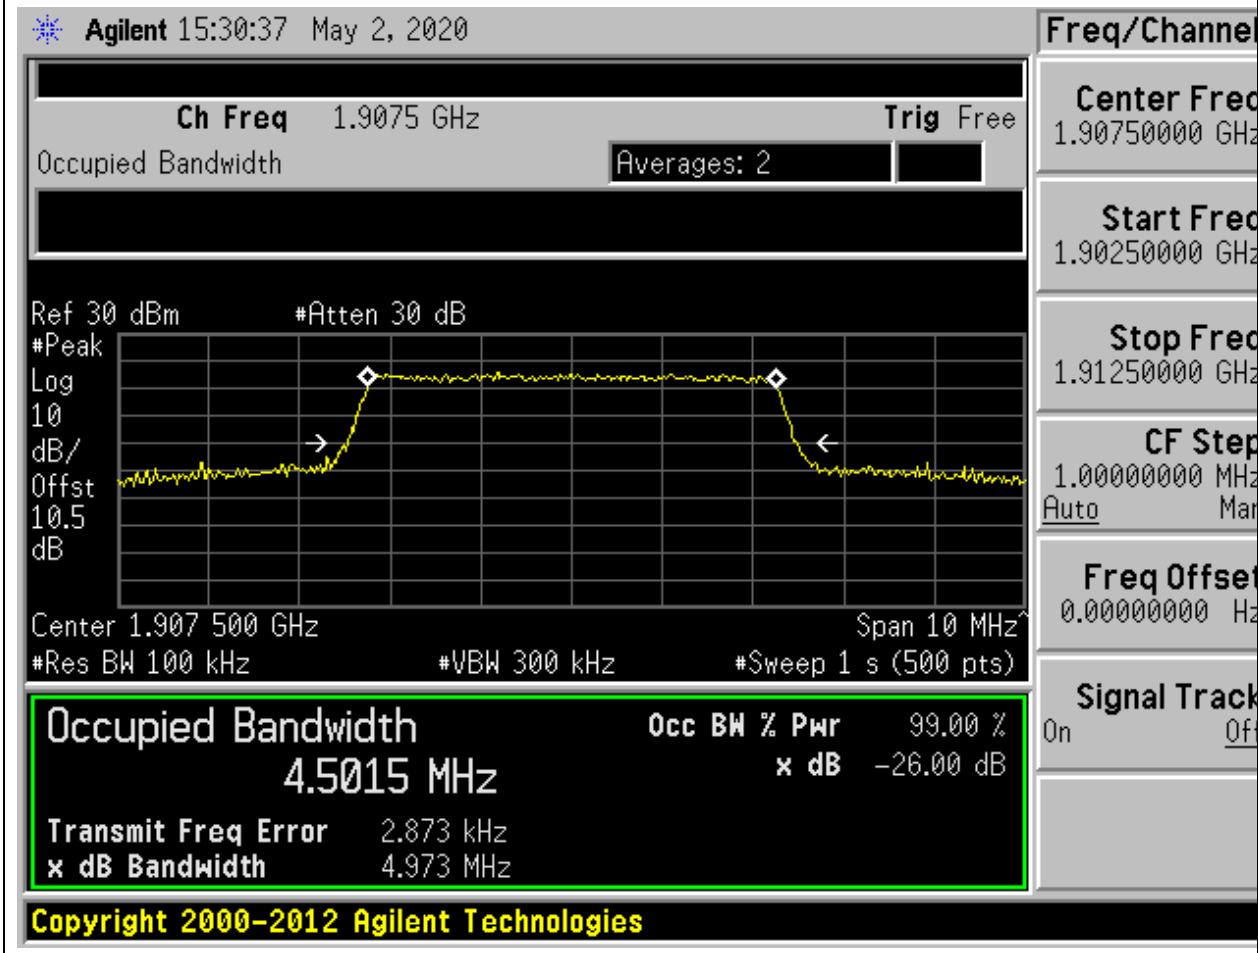 Agilent 15:30:37 May 2, 2020
Ch Freq 1.9075 GHz Trig Free
Occupied Bandwidth Averages: 2
Ref 30 dBm #Atten 30 dB
#Peak
Log
10
dB/
Offst
10.5
dB
Center 1.907 500 GHz Span 10 MHz^
#Res BW 100 kHz #VBW 300 kHz #Sweep 1 s (500 pts)
Occupied Bandwidth Occ BW % Pwr 99.00 %
4.5015 MHz x dB -26.00 dB
Transmit Freq Error 2.873 kHz
x dB Bandwidth 4.973 MHz
Copyright 2000-2012 Agilent Technologies
Freq/Channel
Center Freq
1.90750000 GHz
Start Freq
1.90250000 GHz
Stop Freq
1.91250000 GHz
CF Step
1.00000000 MHz
Auto Man
Freq Offset
0.00000000 Hz
Signal Track
On Off